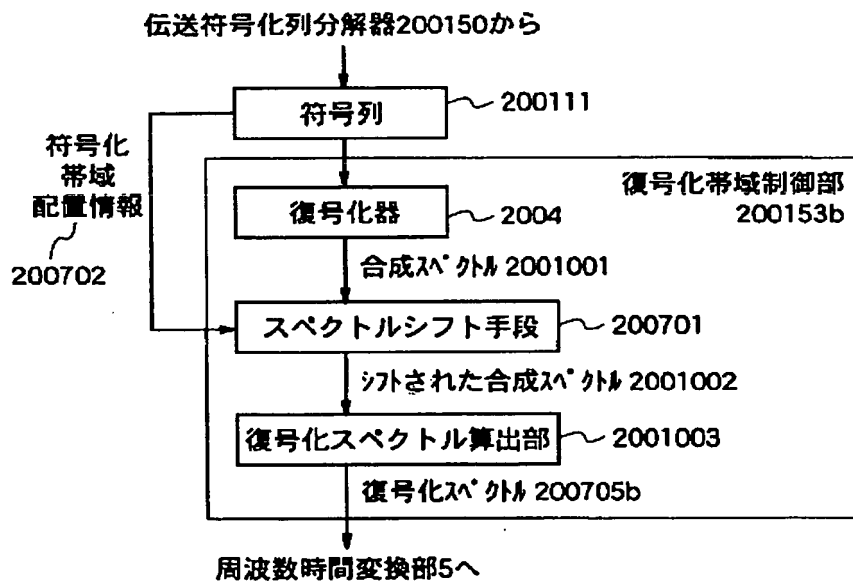 伝送符号化列分解器200150から
符号列
200111
符号化
帯域
配置情報
200702
復号化帯域制御部
200153b
復号化器
2004
合成ｽﾍﾟｸﾄﾙ 2001001
スペクトルシフト手段
200701
ｼﾌﾄされた合成ｽﾍﾟｸﾄﾙ 2001002
復号化スペクトル算出部
2001003
復号化ｽﾍﾟｸﾄﾙ 200705b
周波数時間変換部5へ